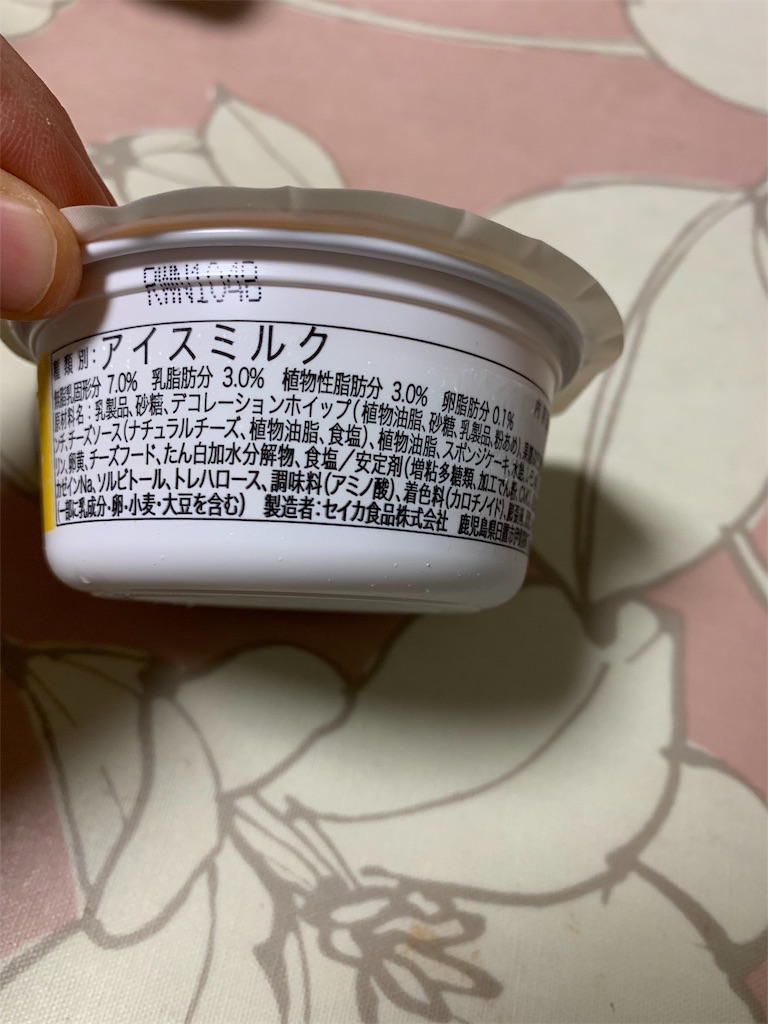 RWN104B
種類別:アイスミルク
無脂乳固形分 7.0% 乳脂肪分 3.0% 植物性脂肪分 3.0% 卵脂肪分 0.1%
原材料名:乳製品、砂糖、デコレーションホイップ(植物油脂、砂糖、乳製品、粉あめ)、
チーズソース(ナチュラルチーズ、植物油脂、食塩)、植物油脂、スポンジケーキ、水飴、
卵黄、チーズフード、たん白加水分解物、食塩/安定剤(増粘多糖類、加工でん粉、CMC)、
カゼインNa、ソルビトール、トレハロース、調味料(アミノ酸)、着色料(カロチノイド)、
(一部に乳成分・卵・小麦・大豆を含む) 製造者:セイカ食品株式会社 鹿児島県日置市伊集院